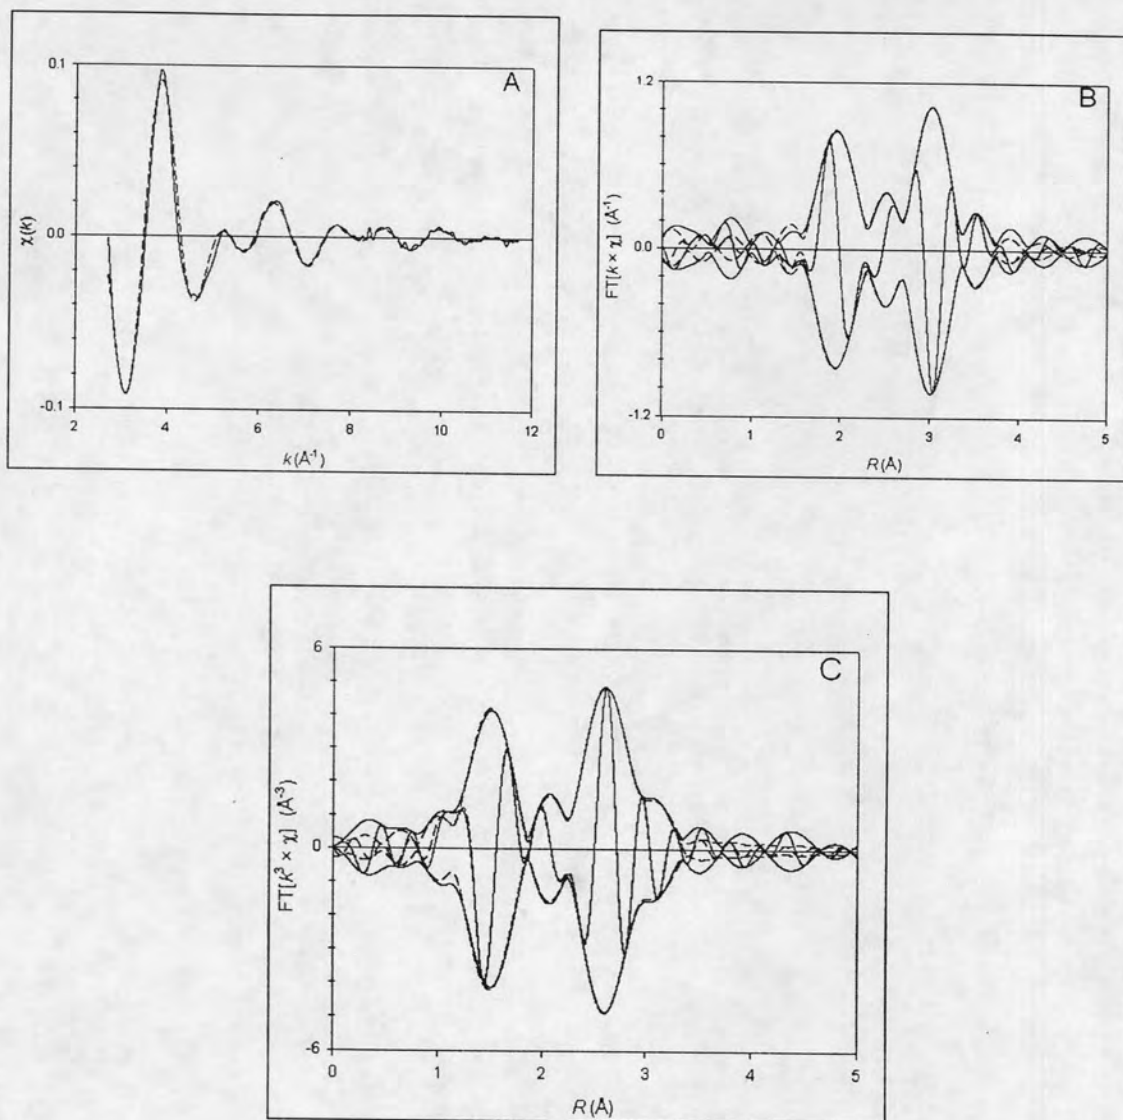 A
0.1
0.0
-0.1
χ(k)
2 4 6 8 10 12
k(Å⁻¹)
B
1.2
0.0
-1.2
FT[k × χ] (Å⁻¹)
0 1 2 3 4 5
R(Å)
C
6
0
-6
FT[k³ × χ] (Å⁻³)
0 1 2 3 4 5
R(Å)